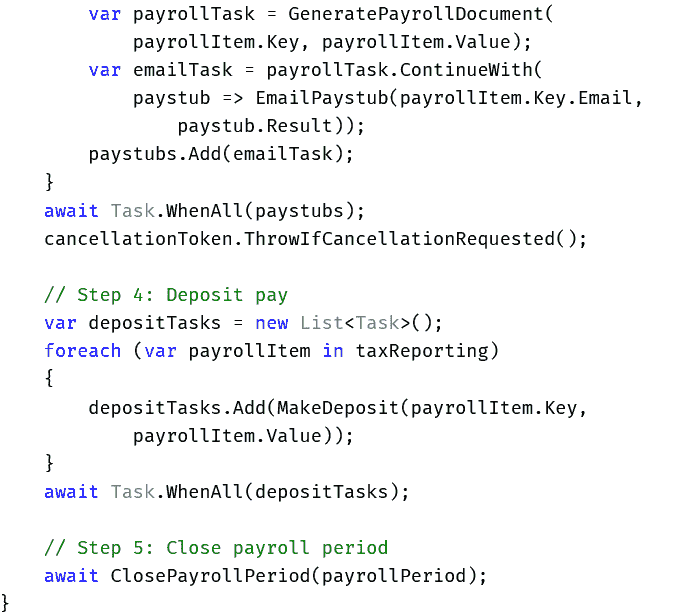 var payrollTask = GeneratePayrollDocument(
            payrollItem.Key, payrollItem.Value);
        var emailTask = payrollTask.ContinueWith(
            paystub => EmailPaystub(payrollItem.Key.Email,
                paystub.Result));
        paystubs.Add(emailTask);
    }
    await Task.WhenAll(paystubs);
    cancellationToken.ThrowIfCancellationRequested();

    // Step 4: Deposit pay
    var depositTasks = new List<Task>();
    foreach (var payrollItem in taxReporting)
    {
        depositTasks.Add(MakeDeposit(payrollItem.Key,
            payrollItem.Value));
    }
    await Task.WhenAll(depositTasks);

    // Step 5: Close payroll period
    await ClosePayrollPeriod(payrollPeriod);
}